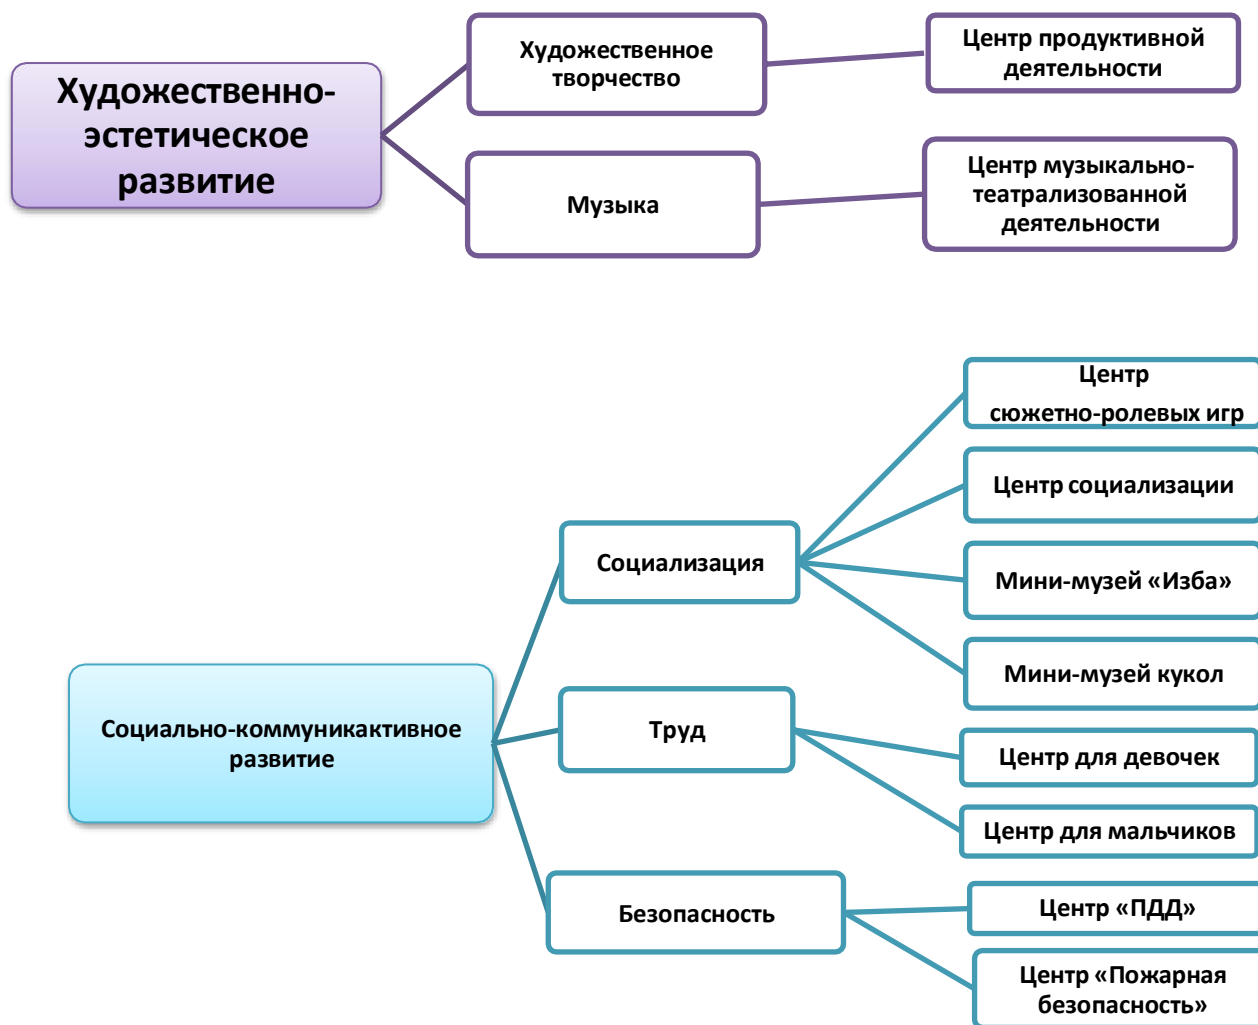 Художественно-
эстетическое
развитие
Художественное
творчество
Центр продуктивной
деятельности
Музыка
Центр музыкально-
театрализованной
деятельности
Социально-коммуникактивное
развитие
Социализация
Центр
сюжетно-ролевых игр
Центр социализации
Мини-музей «Изба»
Мини-музей кукол
Труд
Центр для девочек
Центр для мальчиков
Безопасность
Центр «ПДД»
Центр «Пожарная
безопасность»